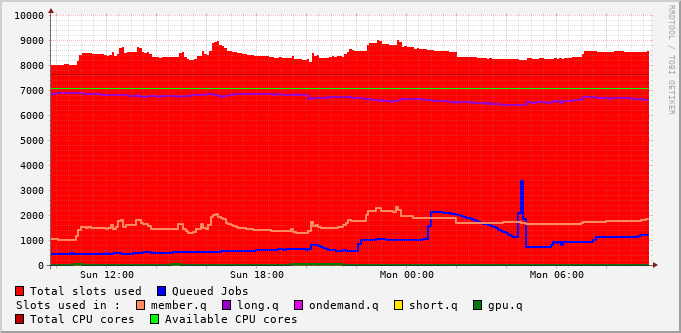 RRDTOOL / TOBI OETIKER
10000
9000
8000
7000
6000
5000
4000
3000
2000
1000
0
Sun 12:00 Sun 18:00 Mon 00:00 Mon 06:00
Total slots used Queued Jobs
Slots used in : member.q long.q ondemand.q short.q gpu.q
Total CPU cores Available CPU cores